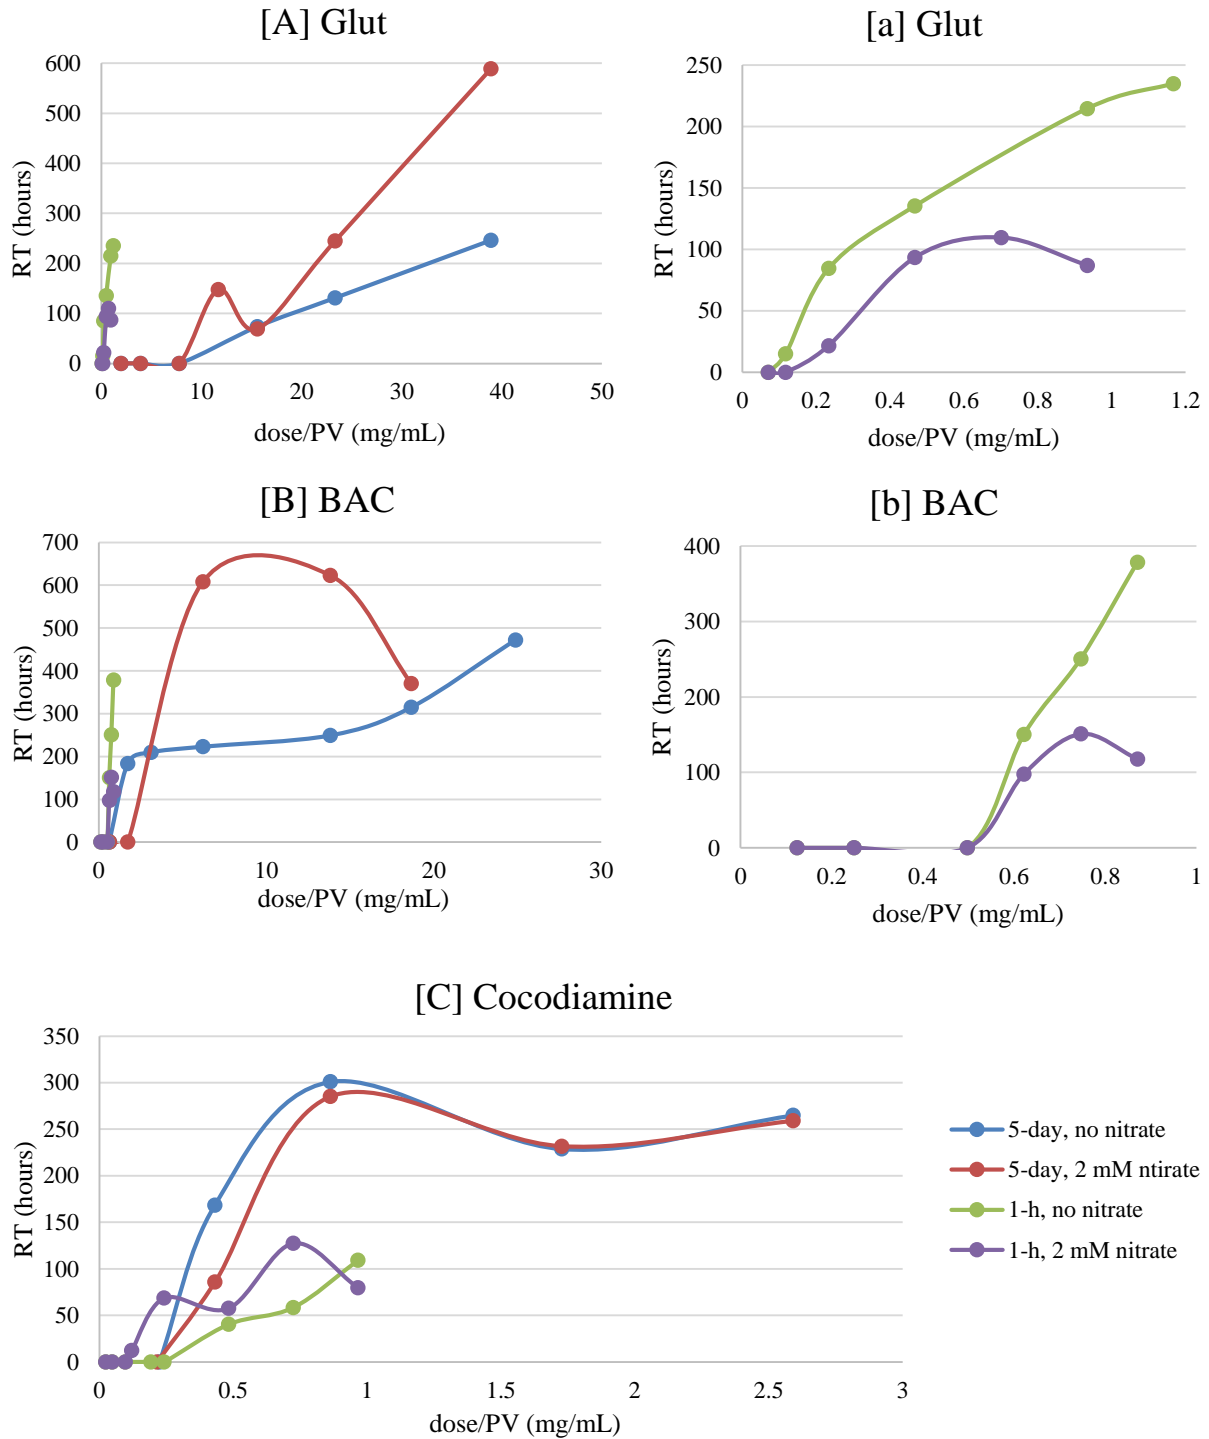 [A] Glut
600
500
400
300
200
100
0
RT (hours)
0 10 20 30 40 50
dose/PV (mg/mL)
[a] Glut
250
200
150
100
50
0
RT (hours)
0 0.2 0.4 0.6 0.8 1 1.2
dose/PV (mg/mL)
[B] BAC
700
600
500
400
300
200
100
0
RT (hours)
0 10 20 30
dose/PV (mg/mL)
[b] BAC
400
300
200
100
0
RT (hours)
0 0.2 0.4 0.6 0.8 1
dose/PV (mg/mL)
[C] Cocodiamine
350
300
250
200
150
100
50
0
RT (hours)
0 0.5 1 1.5 2 2.5 3
dose/PV (mg/mL)
5-day, no nitrate
5-day, 2 mM ntirate
1-h, no nitrate
1-h, 2 mM nitrate